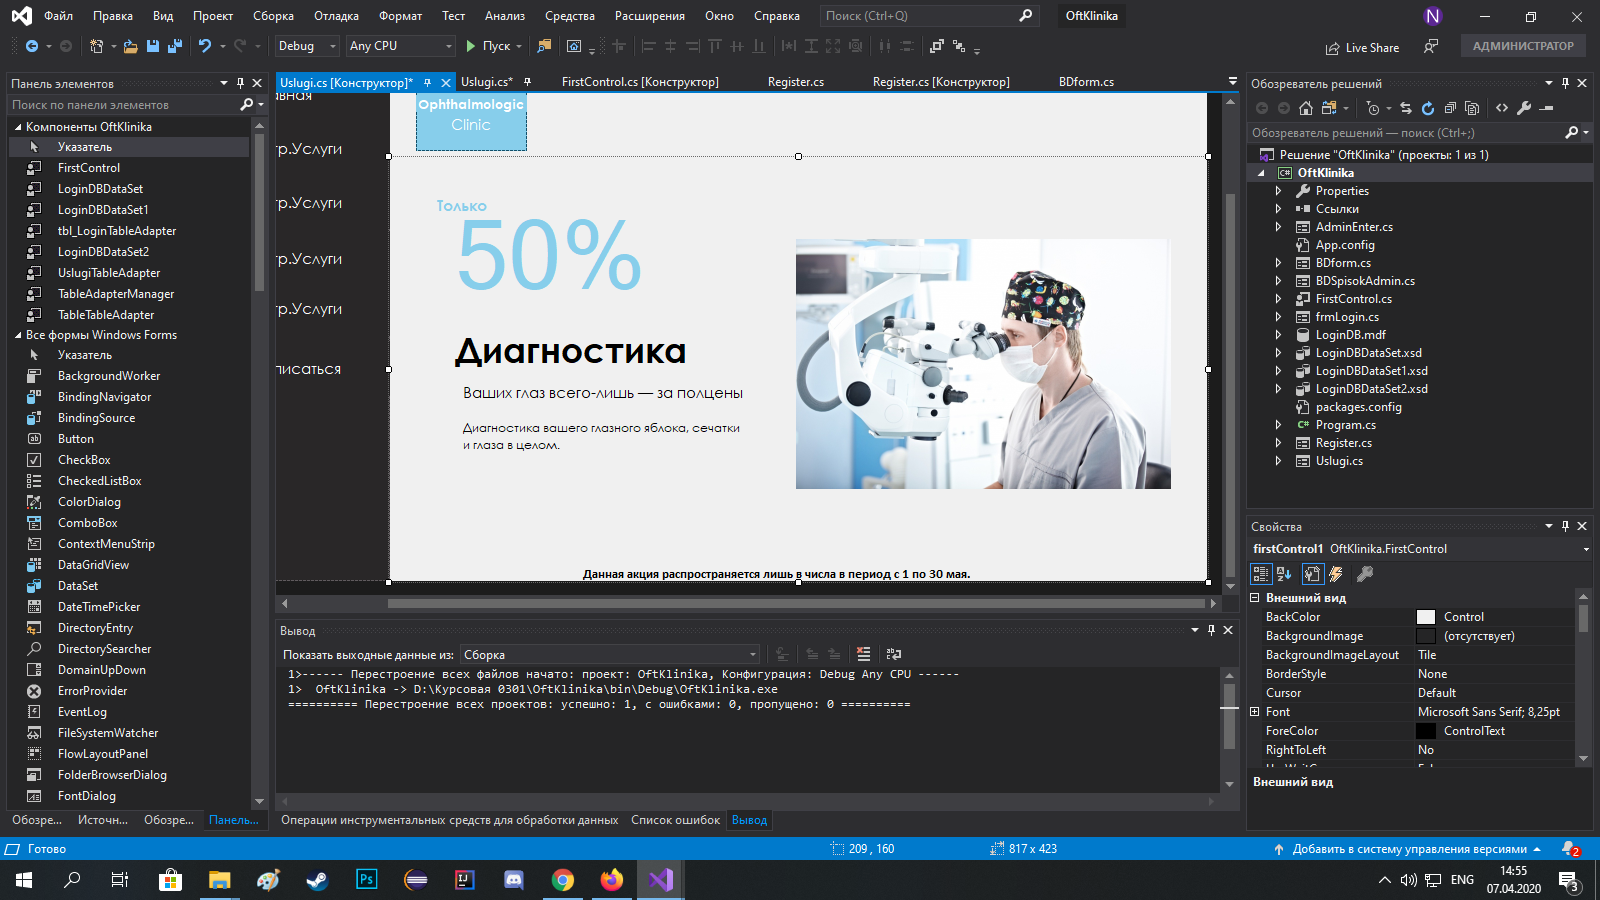 Файл Правка Вид Проект Сборка Отладка Формат Тест Анализ Средства Расширения Окно Справка Поиск (Ctrl+Q) OftKlinika N
Debug Any CPU Пуск Live Share АДМИНИСТРАТОР
Панель элементов
Поиск по панели элементов
Компоненты OftKlinika
Указатель
FirstControl
LoginDBDataSet
LoginDBDataSet1
tbl_LoginTableAdapter
LoginDBDataSet2
UslugiTableAdapter
TableAdapterManager
TableTableAdapter
Все формы Windows Forms
Указатель
BackgroundWorker
BindingNavigator
BindingSource
Button
CheckBox
CheckedListBox
ColorDialog
ComboBox
ContextMenuStrip
DataGridView
DataSet
DateTimePicker
DirectoryEntry
DirectorySearcher
DomainUpDown
ErrorProvider
EventLog
FileSystemWatcher
FlowLayoutPanel
FolderBrowserDialog
FontDialog
Обозре... Источн... Обозре... Панель...
Uslugi.cs [Конструктор]* Uslugi.cs* FirstControl.cs [Конструктор] Register.cs Register.cs [Конструктор] BDform.cs
авная
гр.Услуги
гр.Услуги
гр.Услуги
гр.Услуги
писаться
Ophthalmologic
Clinic
Только
50%
Диагностика
Ваших глаз всего-лишь — за полцены
Диагностика вашего глазного яблока, сечатки
и глаза в целом.
Данная акция распространяется лишь в числа в период с 1 по 30 мая.
Вывод
Показать выходные данные из: Сборка
1>------ Перестроение всех файлов начато: проект: OftKlinika, Конфигурация: Debug Any CPU ------
1> OftKlinika -> D:\Курсовая 0301\OftKlinika\bin\Debug\OftKlinika.exe
========== Перестроение всех проектов: успешно: 1, с ошибками: 0, пропущено: 0 ==========
Операции инструментальных средств для обработки данных Список ошибок Вывод
Обозреватель решений
Обозреватель решений — поиск (Ctrl+;)
Решение "OftKlinika" (проекты: 1 из 1)
OftKlinika
Properties
Ссылки
AdminEnter.cs
App.config
BDform.cs
BDSpisokAdmin.cs
FirstControl.cs
frmLogin.cs
LoginDB.mdf
LoginDBDataSet.xsd
LoginDBDataSet1.xsd
LoginDBDataSet2.xsd
packages.config
Program.cs
Register.cs
Uslugi.cs
Свойства
firstControl1 OftKlinika.FirstControl
Внешний вид
BackColor Control
BackgroundImage (отсутствует)
BackgroundImageLayout Tile
BorderStyle None
Cursor Default
Font Microsoft Sans Serif; 8,25pt
ForeColor ControlText
RightToLeft No
Внешний вид
Готово 209 , 160 817 x 423 Добавить в систему управления версиями 2
ENG 14:55
07.04.2020 3